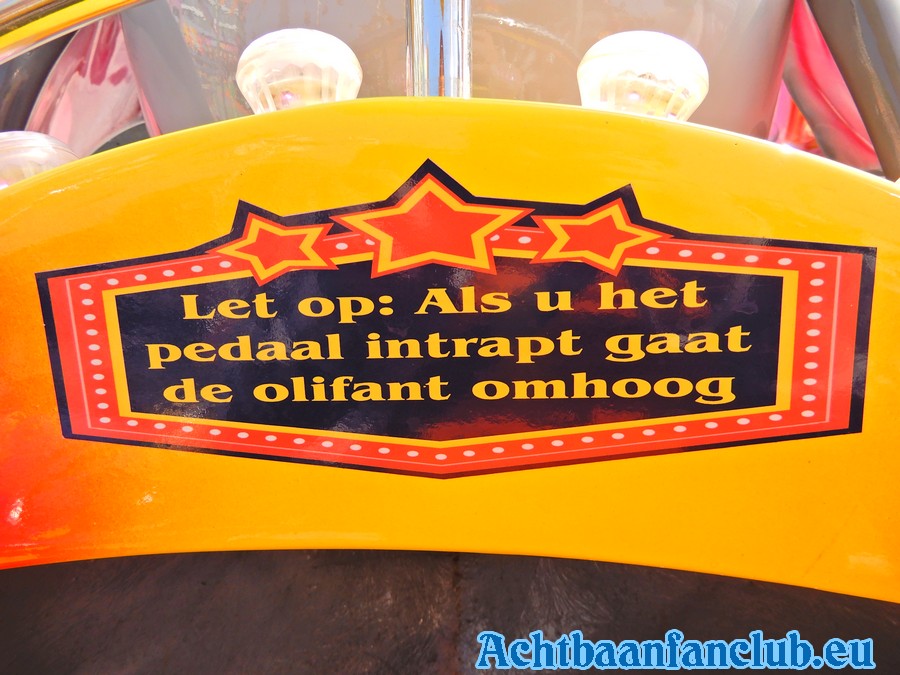 Let op: Als u het
pedaal intrapt gaat
de olifant omhoog
Achtbaanfanclub.eu